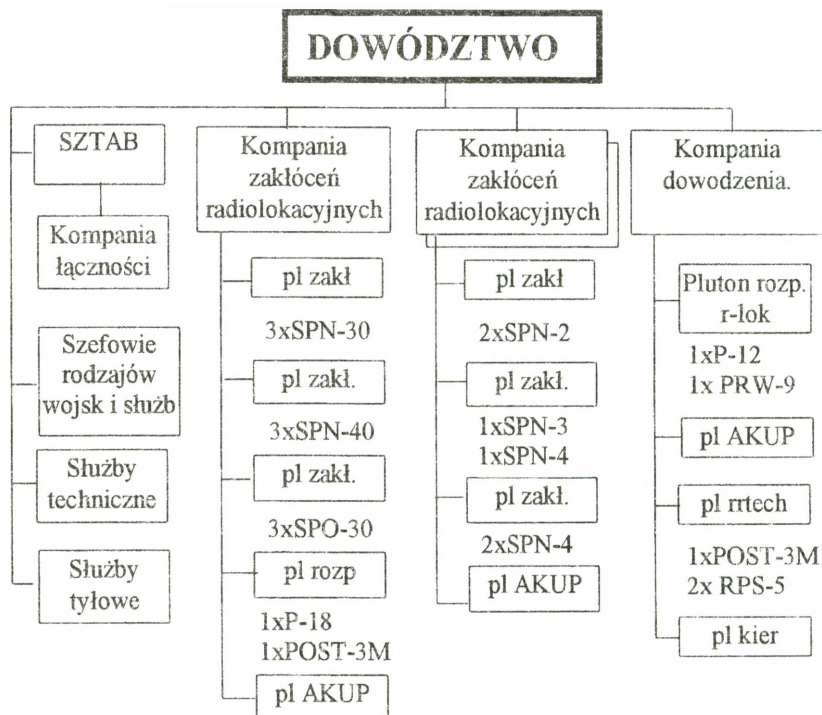 DOWÓDZTWO
SZTAB
Kompania
łączności
Szefowie
rodzajów
wojsk i służb
Służby
techniczne
Służby
tyłowe
Kompania
zakłóceń
radiolokacyjnych
pl zakł
3xSPN-30
pl zakł.
3xSPN-40
pl zakł.
3xSPO-30
pl rozp
1xP-18
1xPOST-3M
pl AKUP
Kompania
zakłóceń
radiolokacyjnych
pl zakł
2xSPN-2
pl zakł.
1xSPN-3
1xSPN-4
pl zakł.
2xSPN-4
pl AKUP
Kompania
dowodzenia.
Pluton rozp.
r-lok
1xP-12
1x PRW-9
pl AKUP
pl rrtech
1xPOST-3M
2x RPS-5
pl kier